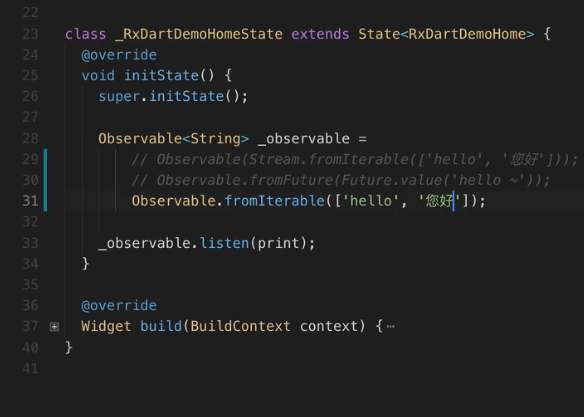 22
23 class _RxDartDemoHomeState extends State<RxDartDemoHome> {
24   @override
25   void initState() {
26     super.initState();
27
28     Observable<String> _observable =
29         // Observable(Stream.fromIterable(['hello', '您好']));
30         // Observable.fromFuture(Future.value('hello ~'));
31         Observable.fromIterable(['hello', '您好']);
32
33     _observable.listen(print);
34   }
35
36   @override
37   Widget build(BuildContext context) {⋯
40 }
41